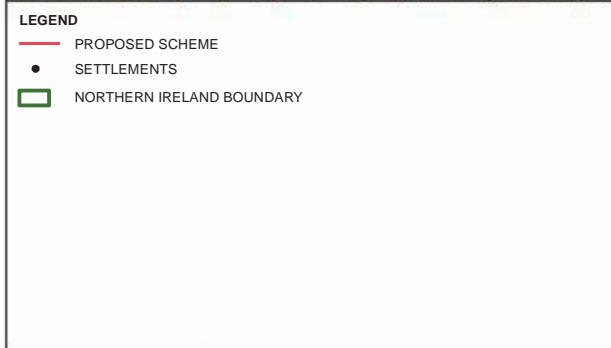 LEGEND
PROPOSED SCHEME
SETTLEMENTS
NORTHERN IRELAND BOUNDARY